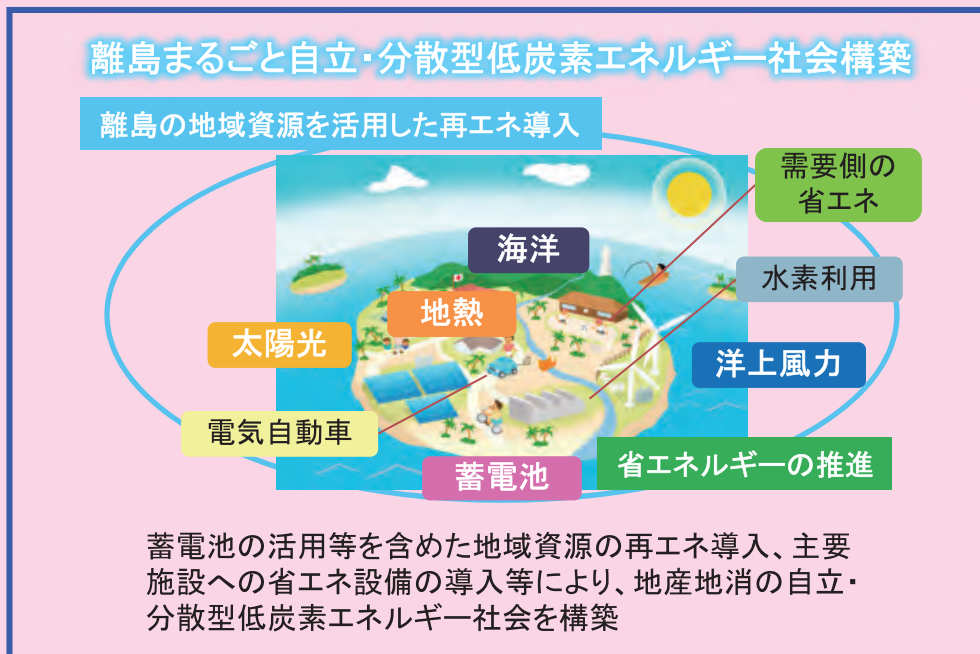 離島まるごと自立・分散型低炭素エネルギー社会構築
離島の地域資源を活用した再エネ導入
需要側の
省エネ
海洋
水素利用
地熱
太陽光
洋上風力
電気自動車
省エネルギーの推進
蓄電池
蓄電池の活用等を含めた地域資源の再エネ導入、主要
施設への省エネ設備の導入等により、地産地消の自立・
分散型低炭素エネルギー社会を構築